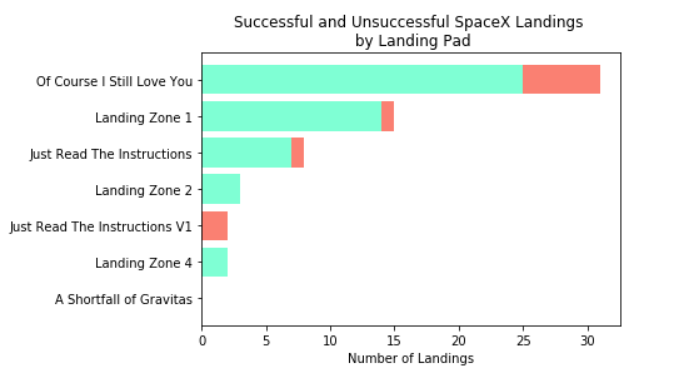 Successful and Unsuccessful SpaceX Landings
by Landing Pad
Of Course I Still Love You
Landing Zone 1
Just Read The Instructions
Landing Zone 2
Just Read The Instructions V1
Landing Zone 4
A Shortfall of Gravitas
0 5 10 15 20 25 30
Number of Landings